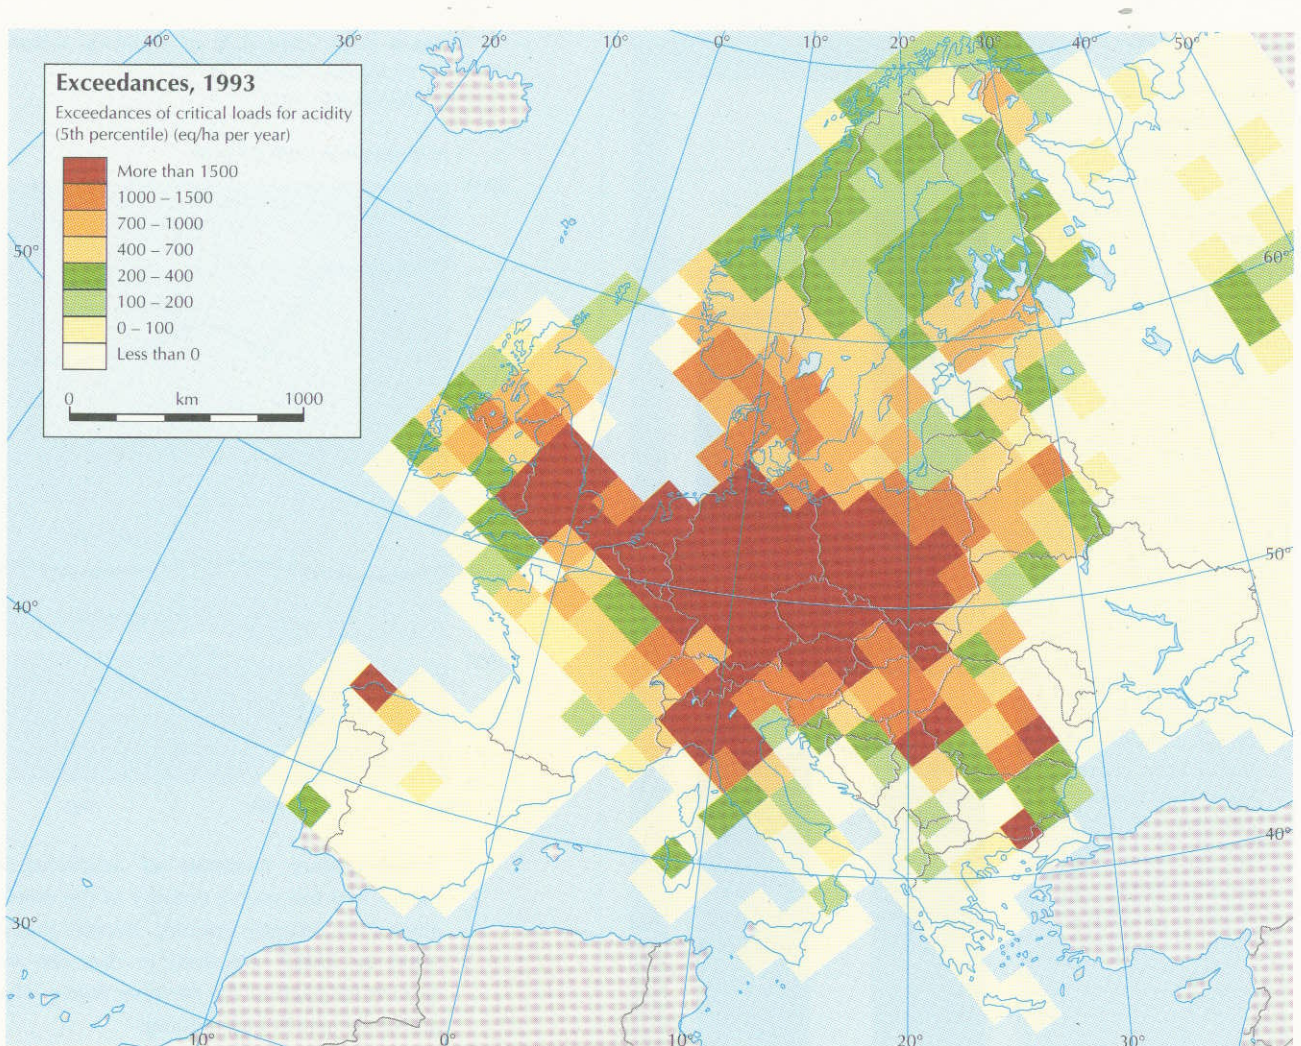 40°
30°
20°
10°
0°
10°
20°
30°
40°
50°
Exceedances, 1993
Exceedances of critical loads for acidity
(5th percentile) (eq/ha per year)
More than 1500
1000 – 1500
700 – 1000
400 – 700
200 – 400
100 – 200
0 – 100
Less than 0
0 km 1000
50°
60°
50°
40°
40°
30°
10°
0°
10°
20°
30°